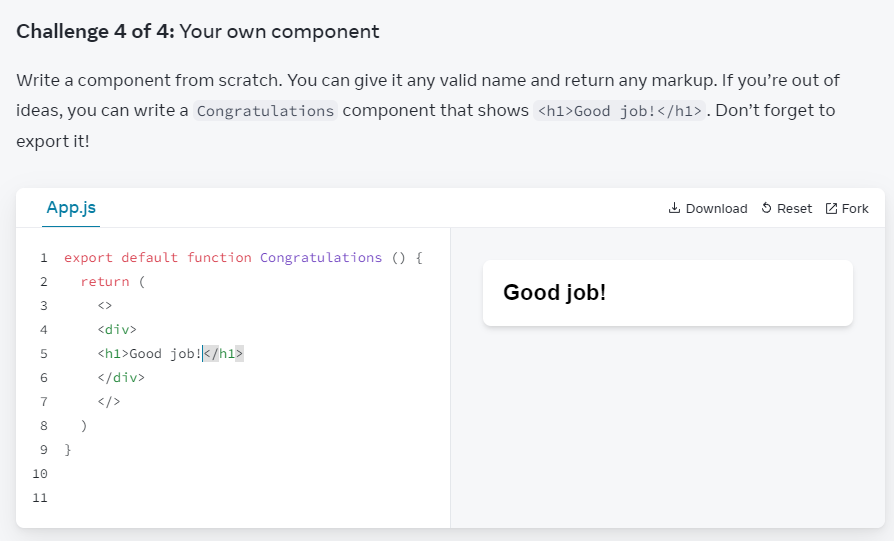 Challenge 4 of 4: Your own component
Write a component from scratch. You can give it any valid name and return any markup. If you’re out of
ideas, you can write a Congratulations component that shows <h1>Good job!</h1>. Don’t forget to
export it!
App.js
Download Reset Fork
1 export default function Congratulations () {
2 return (
3 <>
4 <div>
5 <h1>Good job!</h1>
6 </div>
7 </>
8 )
9 }
10
11
Good job!